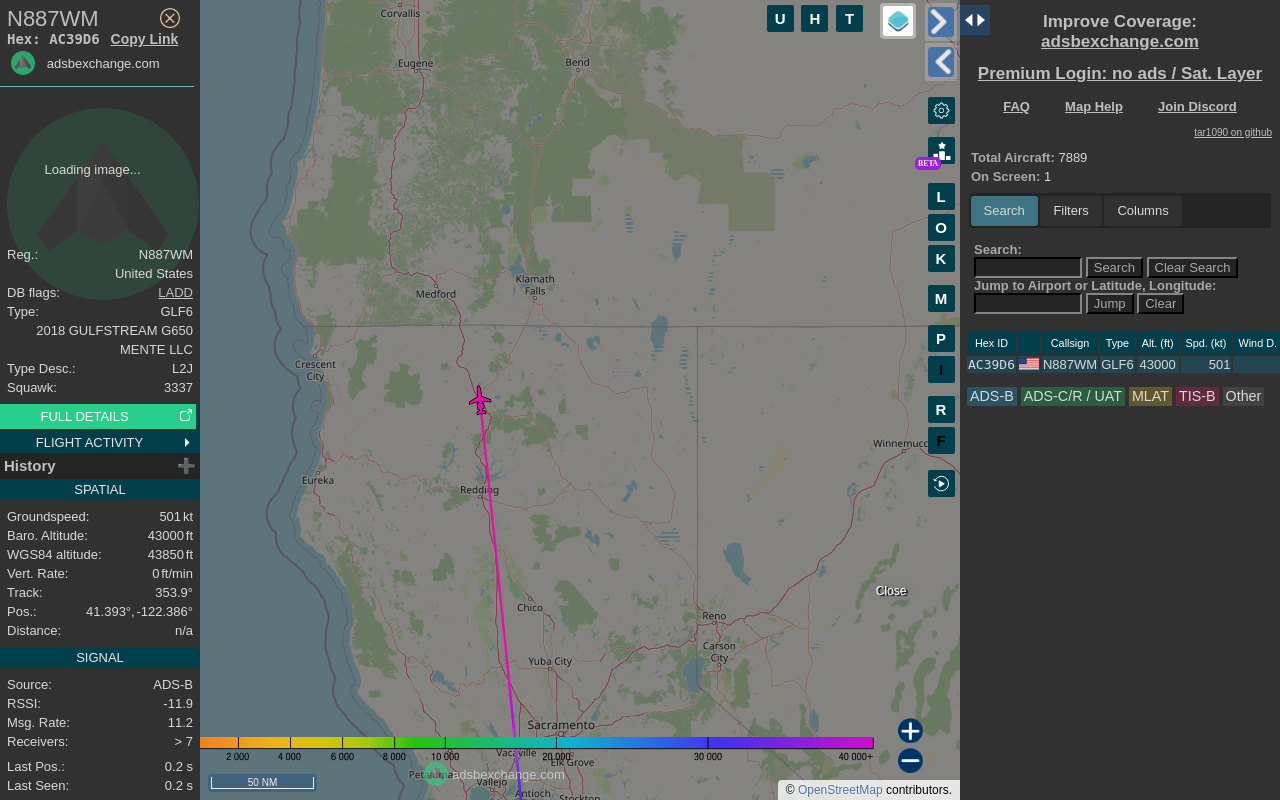 N887WM
Hex: AC39D6 Copy Link
adsbexchange.com
Loading image...
Reg.: N887WM
United States
DB flags: LADD
Type: GLF6
2018 GULFSTREAM G650
MENTE LLC
Type Desc.: L2J
Squawk: 3337
FULL DETAILS
FLIGHT ACTIVITY
History
SPATIAL
Groundspeed: 501 kt
Baro. Altitude: 43000 ft
WGS84 altitude: 43850 ft
Vert. Rate: 0 ft/min
Track: 353.9°
Pos.: 41.393°, -122.386°
Distance: n/a
SIGNAL
Source: ADS-B
RSSI: -11.9
Msg. Rate: 11.2
Receivers: > 7
Last Pos.: 0.2 s
Last Seen: 0.2 s
Corvallis
Eugene
Bend
Medford
Klamath
Falls
Crescent
City
Eureka
Redding
Winnemucc
Chico
Reno
Carson
City
Yuba City
Sacramento
Vacaville
Elk Grove
Petaluma
Vallejo
Antioch
Stockton
2 000 4 000 6 000 8 000 10 000 20 000 30 000 40 000+
50 NM
adsbexchange.com
© OpenStreetMap contributors.
Close
U H T
BETA
L
O
K
M
P
I
R
F
Improve Coverage:
adsbexchange.com
Premium Login: no ads / Sat. Layer
FAQ Map Help Join Discord
tar1090 on github
Total Aircraft: 7889
On Screen: 1
Search Filters Columns
Search:
Search Clear Search
Jump to Airport or Latitude, Longitude:
Jump Clear
Hex ID Callsign Type Alt. (ft) Spd. (kt) Wind D.
AC39D6 N887WM GLF6 43000 501
ADS-B ADS-C/R / UAT MLAT TIS-B Other